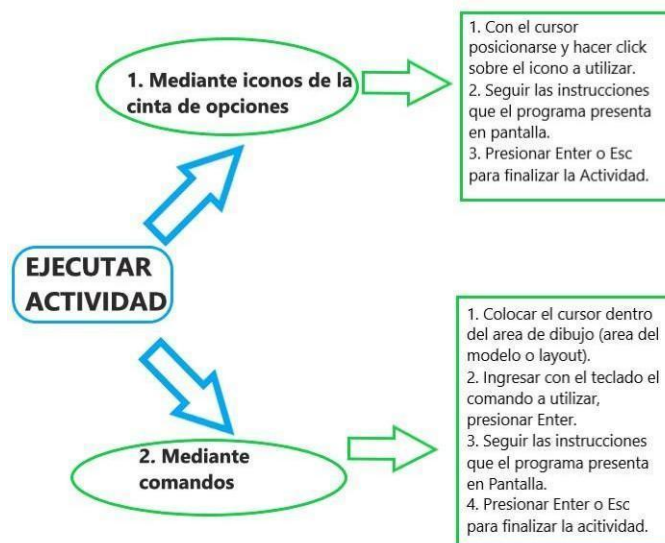 1. Mediante iconos de la
cinta de opciones
1. Con el cursor
posicionarse y hacer click
sobre el icono a utilizar.
2. Seguir las instrucciones
que el programa presenta
en pantalla.
3. Presionar Enter o Esc
para finalizar la Actividad.
EJECUTAR
ACTIVIDAD
2. Mediante
comandos
1. Colocar el cursor dentro
del area de dibujo (area del
modelo o layout).
2. Ingresar con el teclado el
comando a utilizar,
presionar Enter.
3. Seguir las instrucciones
que el programa presenta
en Pantalla.
4. Presionar Enter o Esc
para finalizar la acitividad.